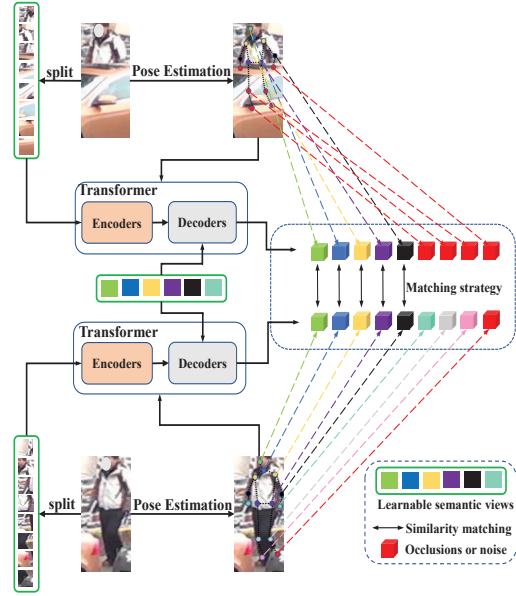 split
Pose Estimation
Transformer
Encoders
Decoders
Matching strategy
Transformer
Encoders
Decoders
split
Pose Estimation
Learnable semantic views
Similarity matching
Occlusions or noise